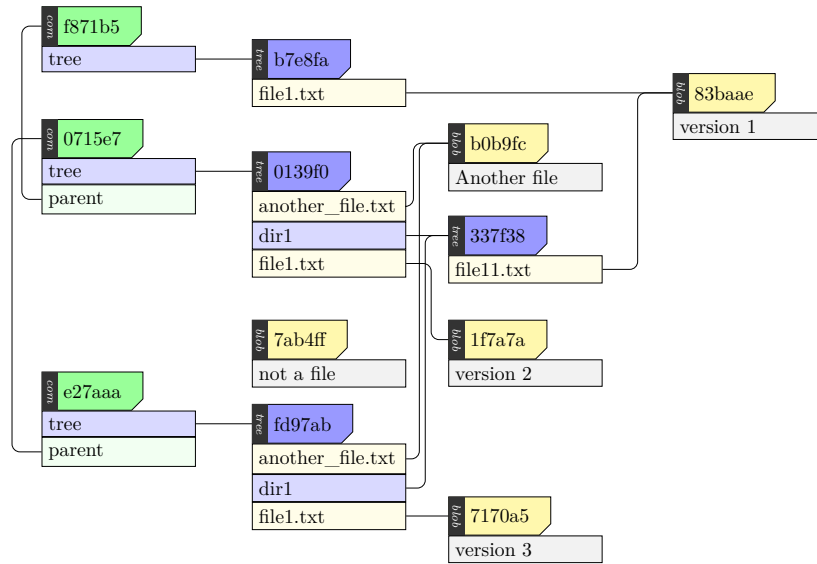 com f871b5
tree
tree b7e8fa
file1.txt
blob 83baae
version 1
com 0715e7
tree
parent
tree 0139f0
another_file.txt
dir1
file1.txt
blob b0b9fc
Another file
tree 337f38
file11.txt
blob 7ab4ff
not a file
blob 1f7a7a
version 2
com e27aaa
tree
parent
tree fd97ab
another_file.txt
dir1
file1.txt
blob 7170a5
version 3